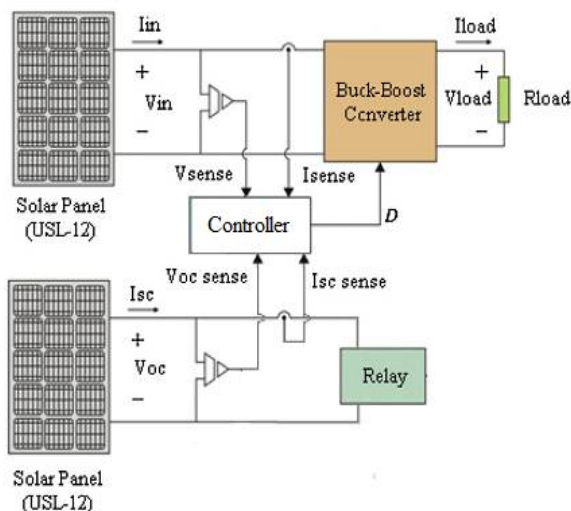 Iin
Iload
+
Vin
−
Buck-Boost
Ccnverter
+
Vload
−
Rload
Vsense
Isense
Solar Panel
(USL-12)
Controller
D
Voc sense
Isc sense
Isc
+
Voc
−
Relay
Solar Panel
(USL-12)